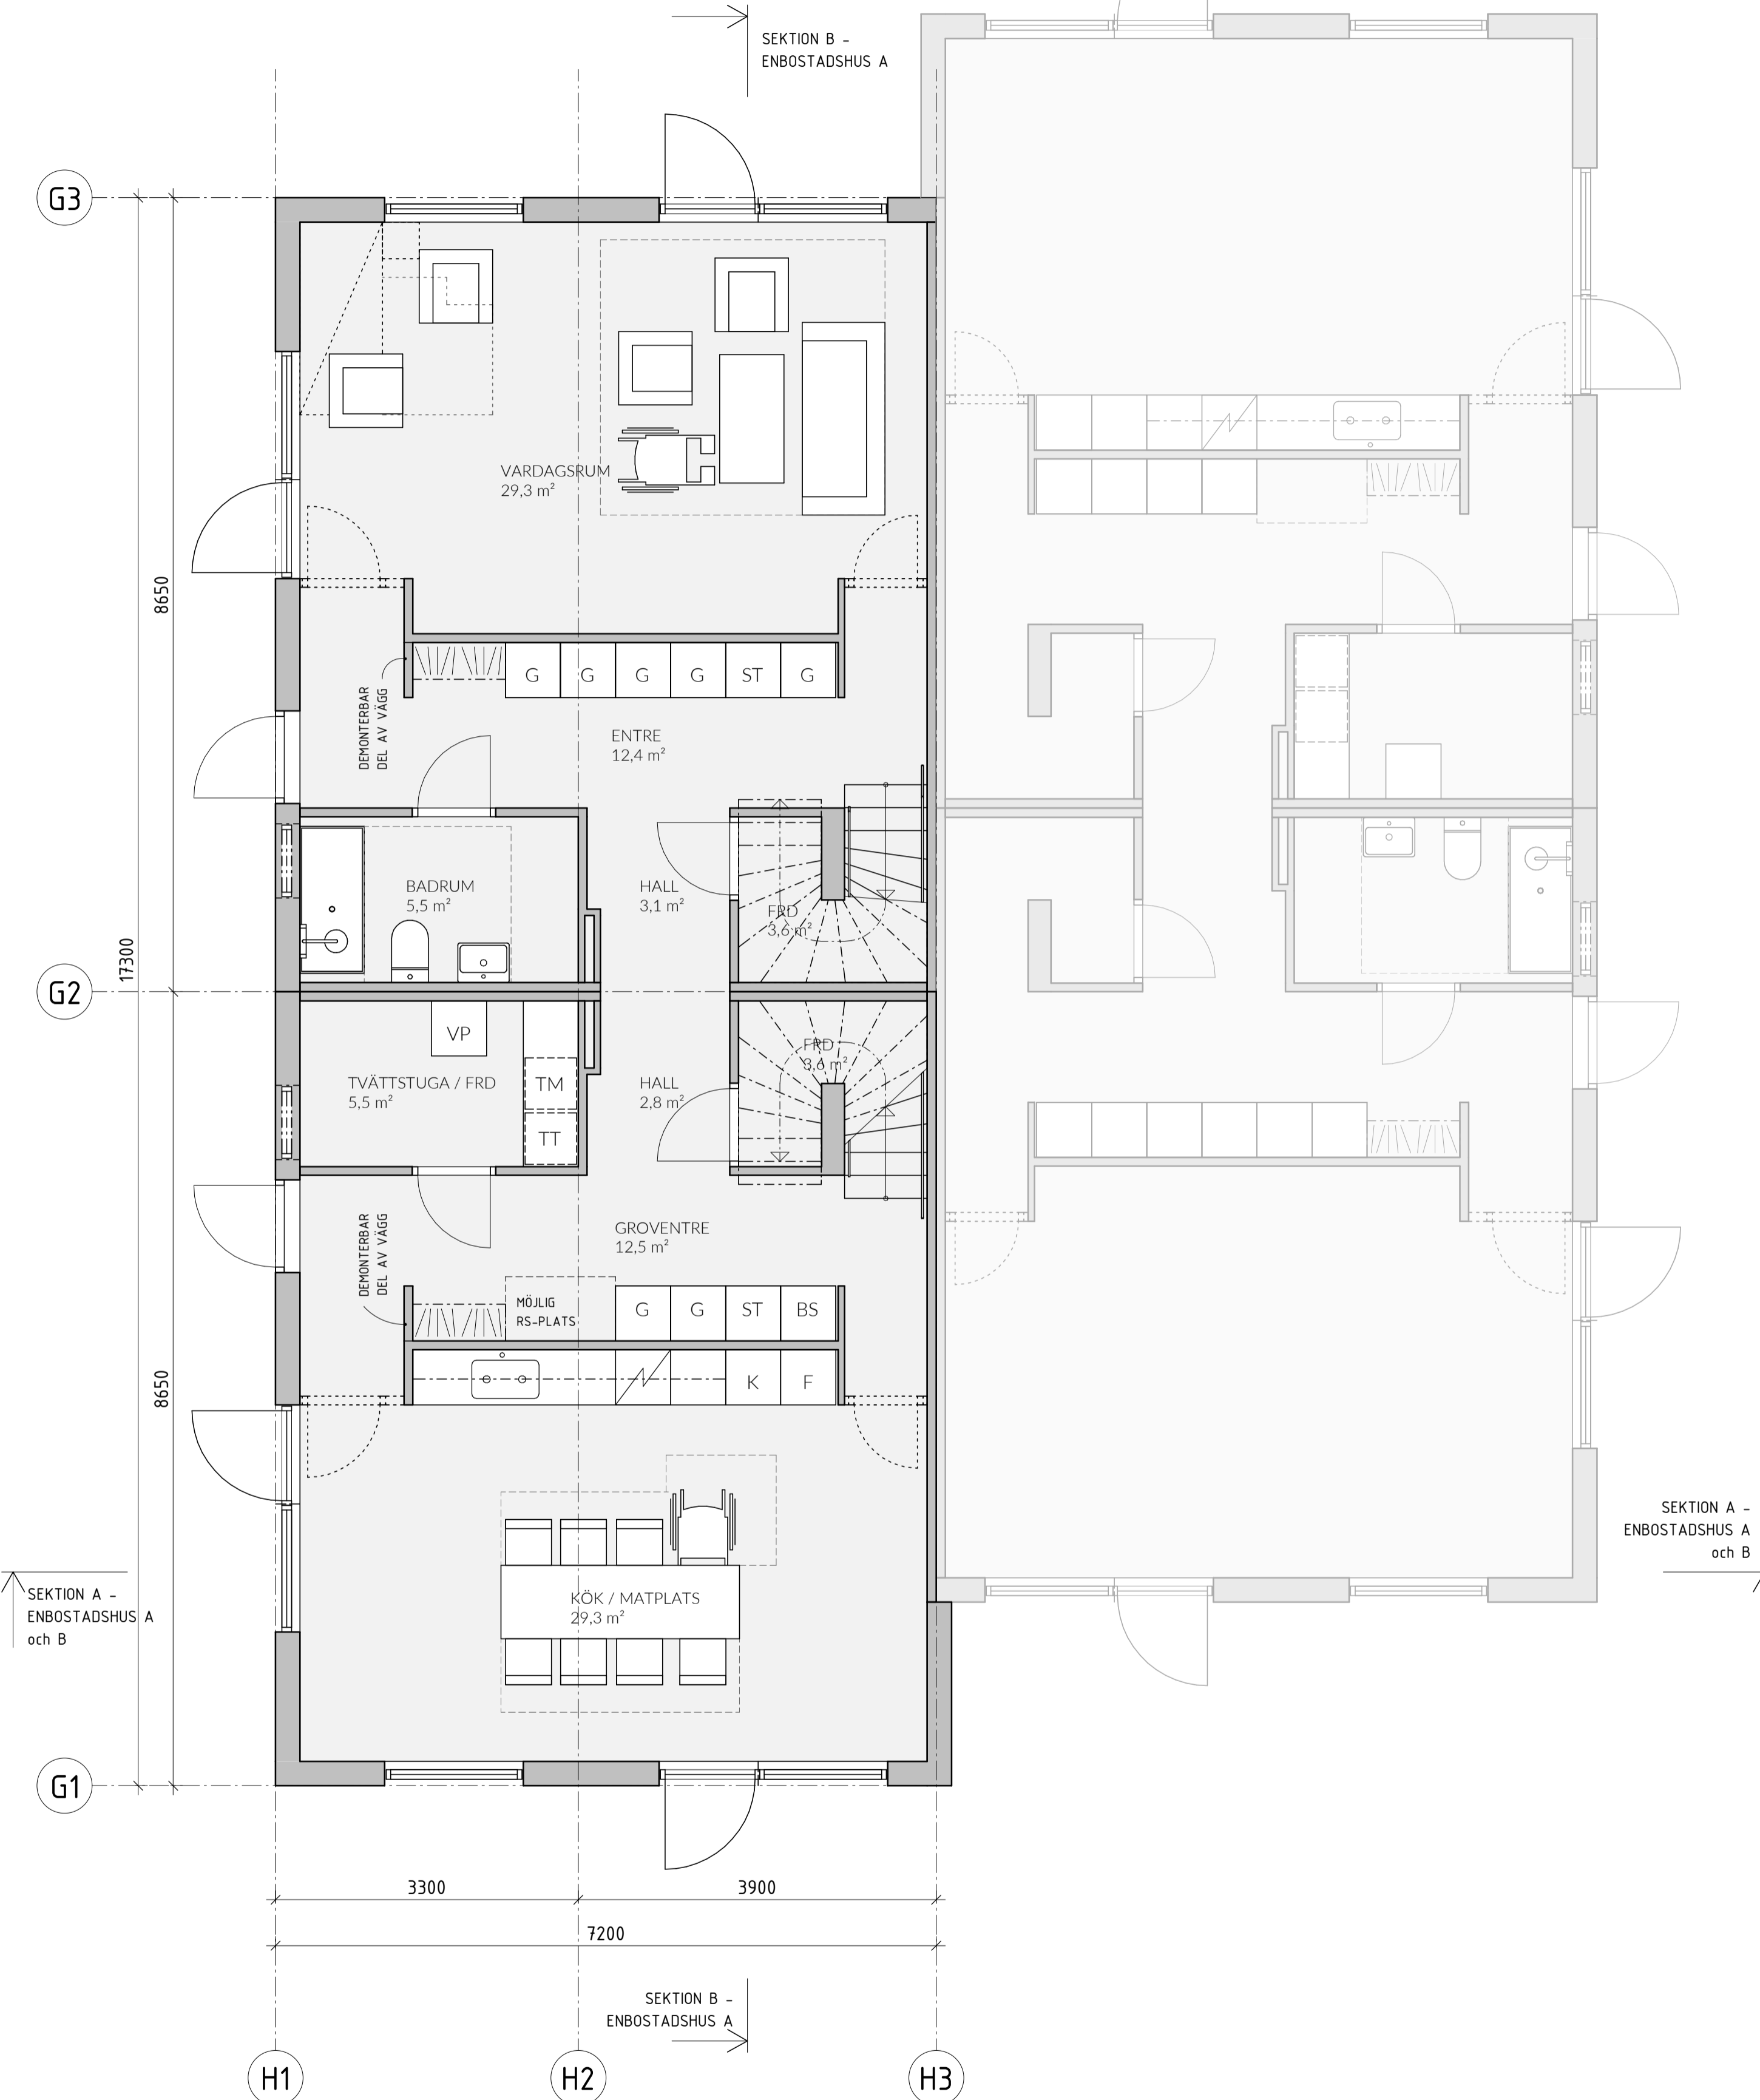 SEKTION B -
ENBOSTADSHUS A
G3
VARDAGSRUM
29,3 m²
8650
G
G
G
G
ST
G
DEMONTERBAR
DEL AV VÄGG
ENTRE
12,4 m²
BADRUM
5,5 m²
HALL
3,1 m²
FRD
3,6 m²
17300
G2
VP
TVÄTTSTUGA / FRD
5,5 m²
TM
TT
HALL
2,8 m²
FRD
3,6 m²
DEMONTERBAR
DEL AV VÄGG
GROVENTRE
12,5 m²
MÖJLIG
RS-PLATS
G
G
ST
BS
K
F
8650
SEKTION A -
ENBOSTADSHUS A
och B
SEKTION A -
ENBOSTADSHUS A
och B
KÖK / MATPLATS
29,3 m²
G1
3300
3900
7200
SEKTION B -
ENBOSTADSHUS A
H1
H2
H3